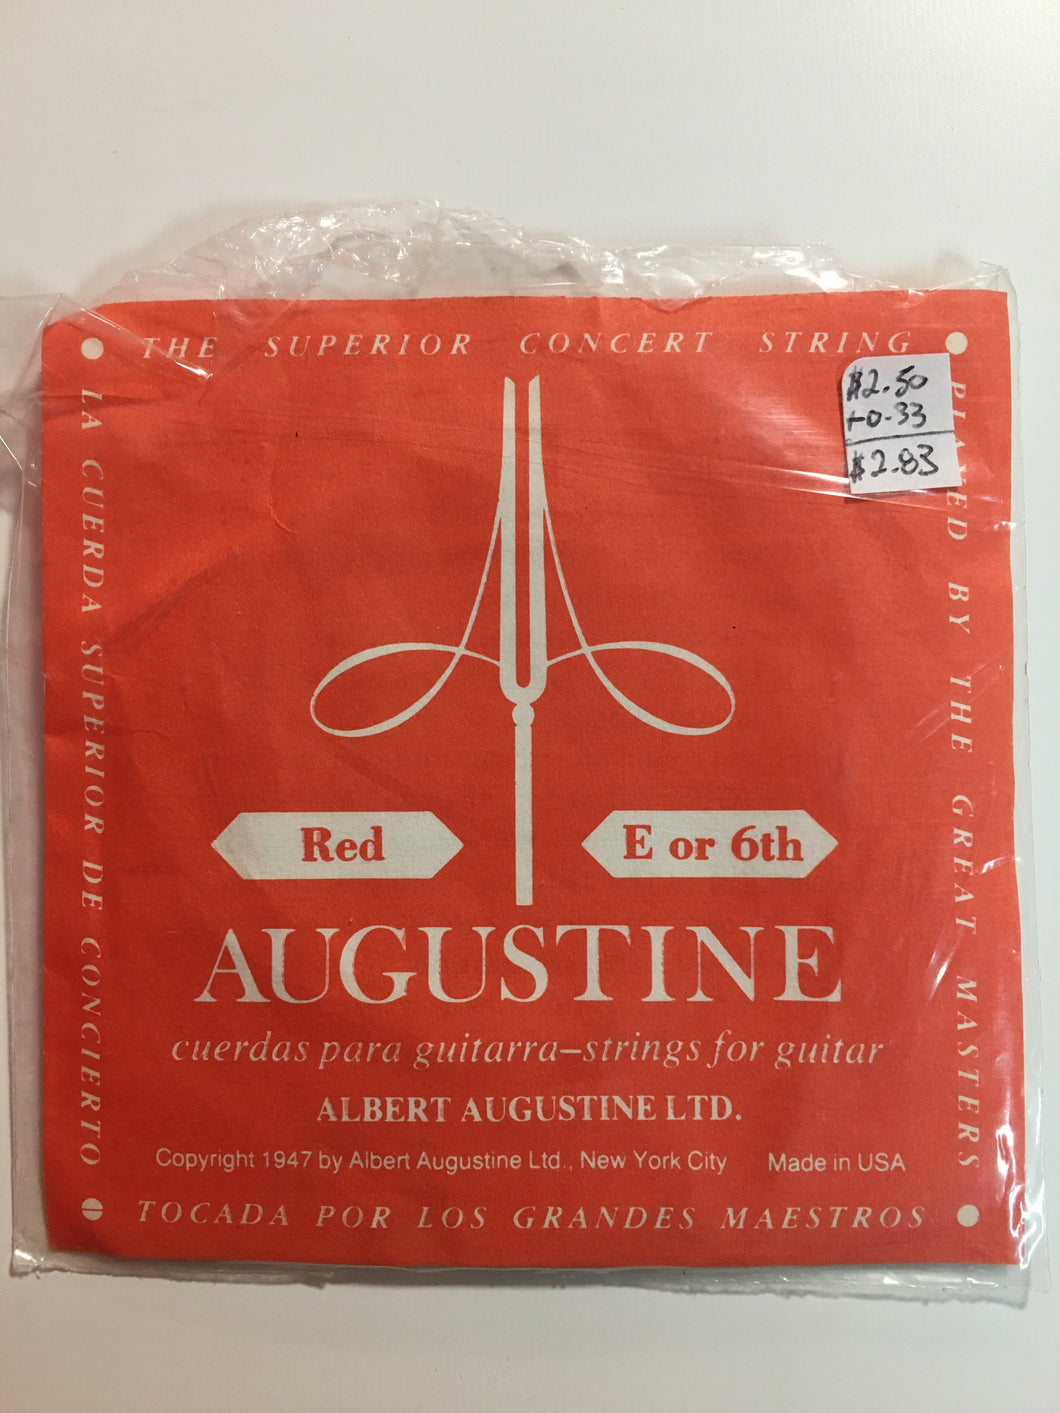 THE SUPERIOR CONCERT STRING
$2.50
+0.33
$2.83
LA CUERDA SUPERIOR DE CONCIERTO
PLAYED BY THE GREAT MASTERS
Red
E or 6th
AUGUSTINE
cuerdas para guitarra–strings for guitar
ALBERT AUGUSTINE LTD.
Copyright 1947 by Albert Augustine Ltd., New York City Made in USA
TOCADA POR LOS GRANDES MAESTROS